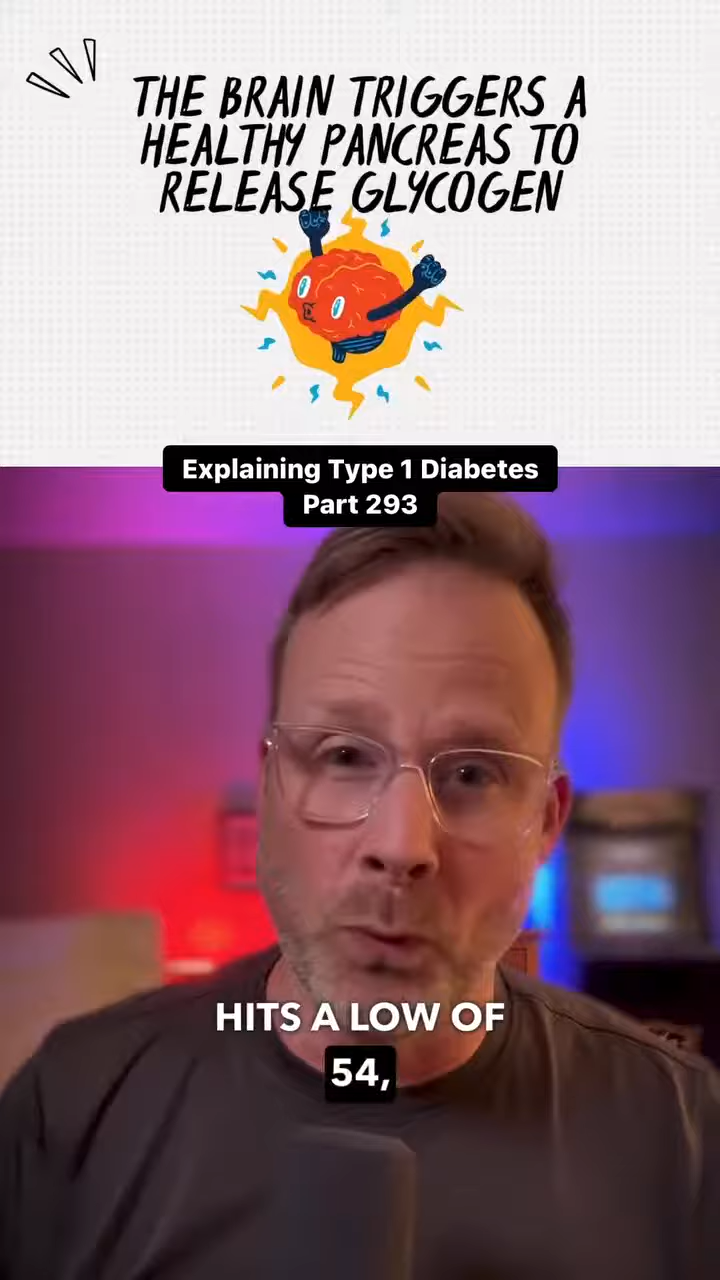 THE BRAIN TRIGGERS A
HEALTHY PANCREAS TO
RELEASE GLYCOGEN
Explaining Type 1 Diabetes
Part 293
HITS A LOW OF
54,